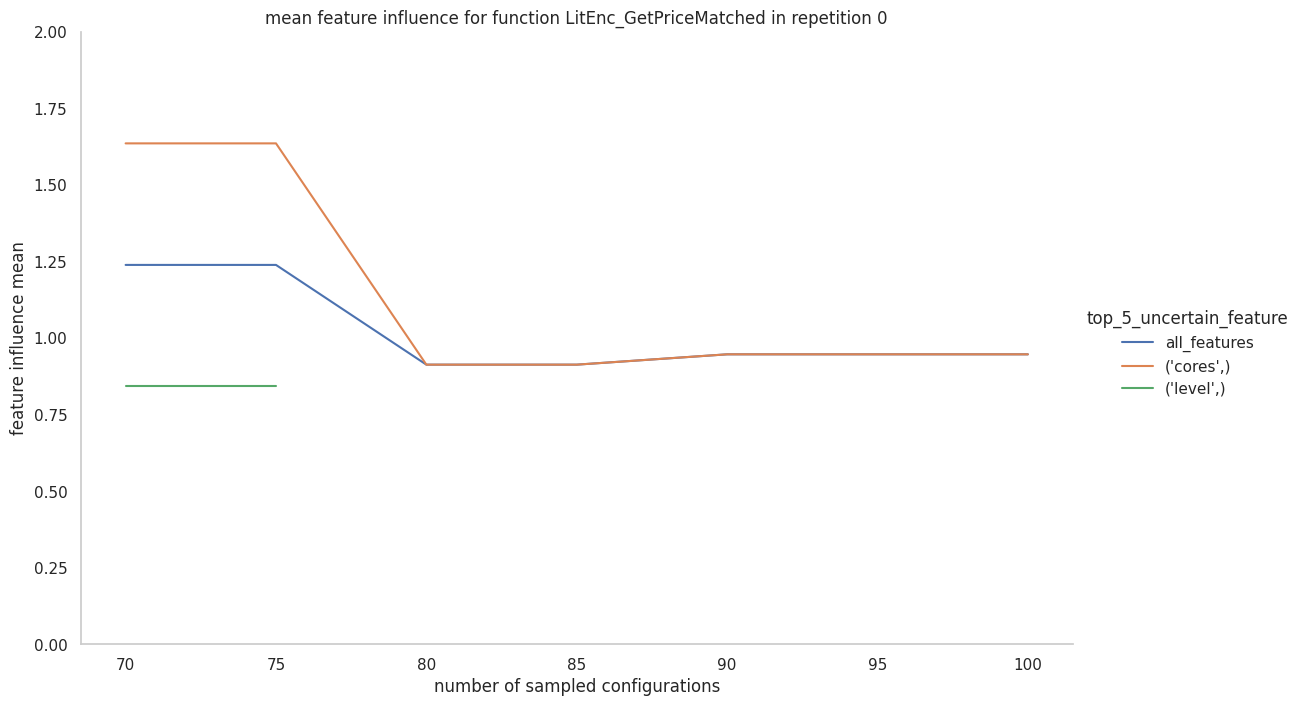 mean feature influence for function LitEnc_GetPriceMatched in repetition 0
2.00
1.75
1.50
1.25
1.00
0.75
0.50
0.25
0.00
feature influence mean
70 75 80 85 90 95 100
number of sampled configurations
top_5_uncertain_feature
all_features
('cores',)
('level',)